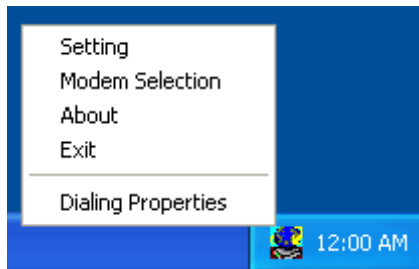 Setting
Modem Selection
About
Exit
Dialing Properties
12:00 AM